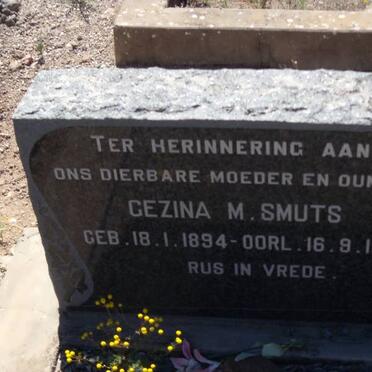 TER HERINNERING AAN
ONS DIERBARE MOEDER EN
GEZINA M. SMUTS
GEB. 18.1.1894-OORL.16.9.1
RUS IN VREDE.